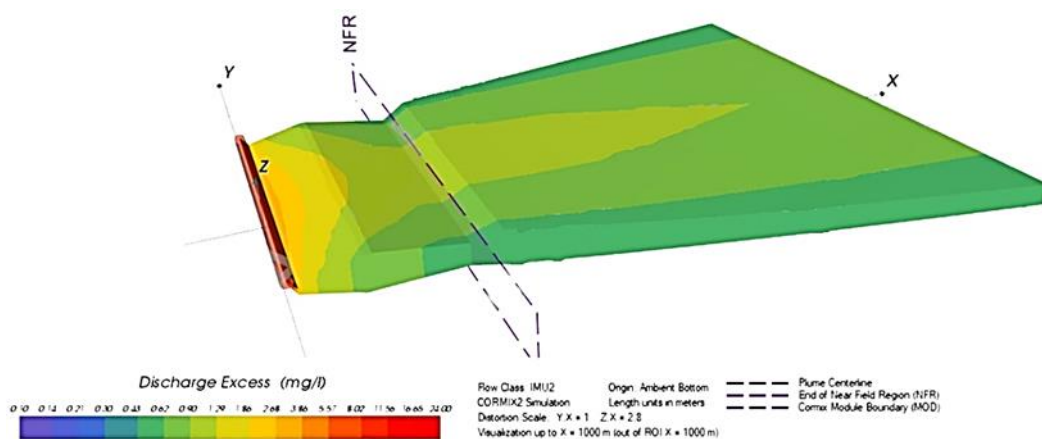 NFR
Y
X
Z
Discharge Excess (mg/l)
0.10 0.14 0.21 0.30 0.43 0.62 0.90 1.29 1.86 2.68 3.86 5.57 8.02 11.56 16.65 24.00
Flow Class IMU2
CORMIX2 Simulation
Distortion Scale: Y:X = 1 Z:X = 2.8
Visualization up to X = 1000 m (out of ROI X = 1000 m)
Origin Ambient Bottom
Length units in meters
Plume Centerline
End of Near Field Region (NFR)
Cormix Module Boundary (MOD)